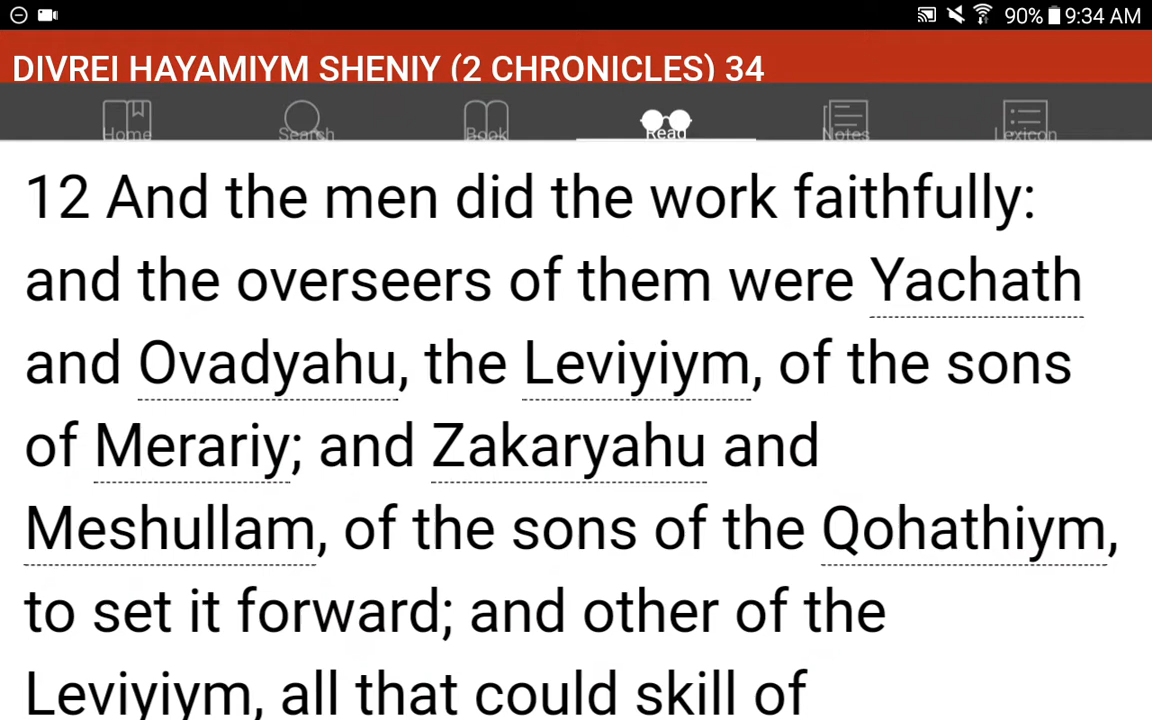 90% 9:34 AM
DIVREI HAYAMIYM SHENIY (2 CHRONICLES) 34
Home Search Book Read Notes Lexicon
12 And the men did the work faithfully:
and the overseers of them were Yachath
and Ovadyahu, the Leviyiym, of the sons
of Merariy; and Zakaryahu and
Meshullam, of the sons of the Qohathiym,
to set it forward; and other of the
Leviyiym, all that could skill of